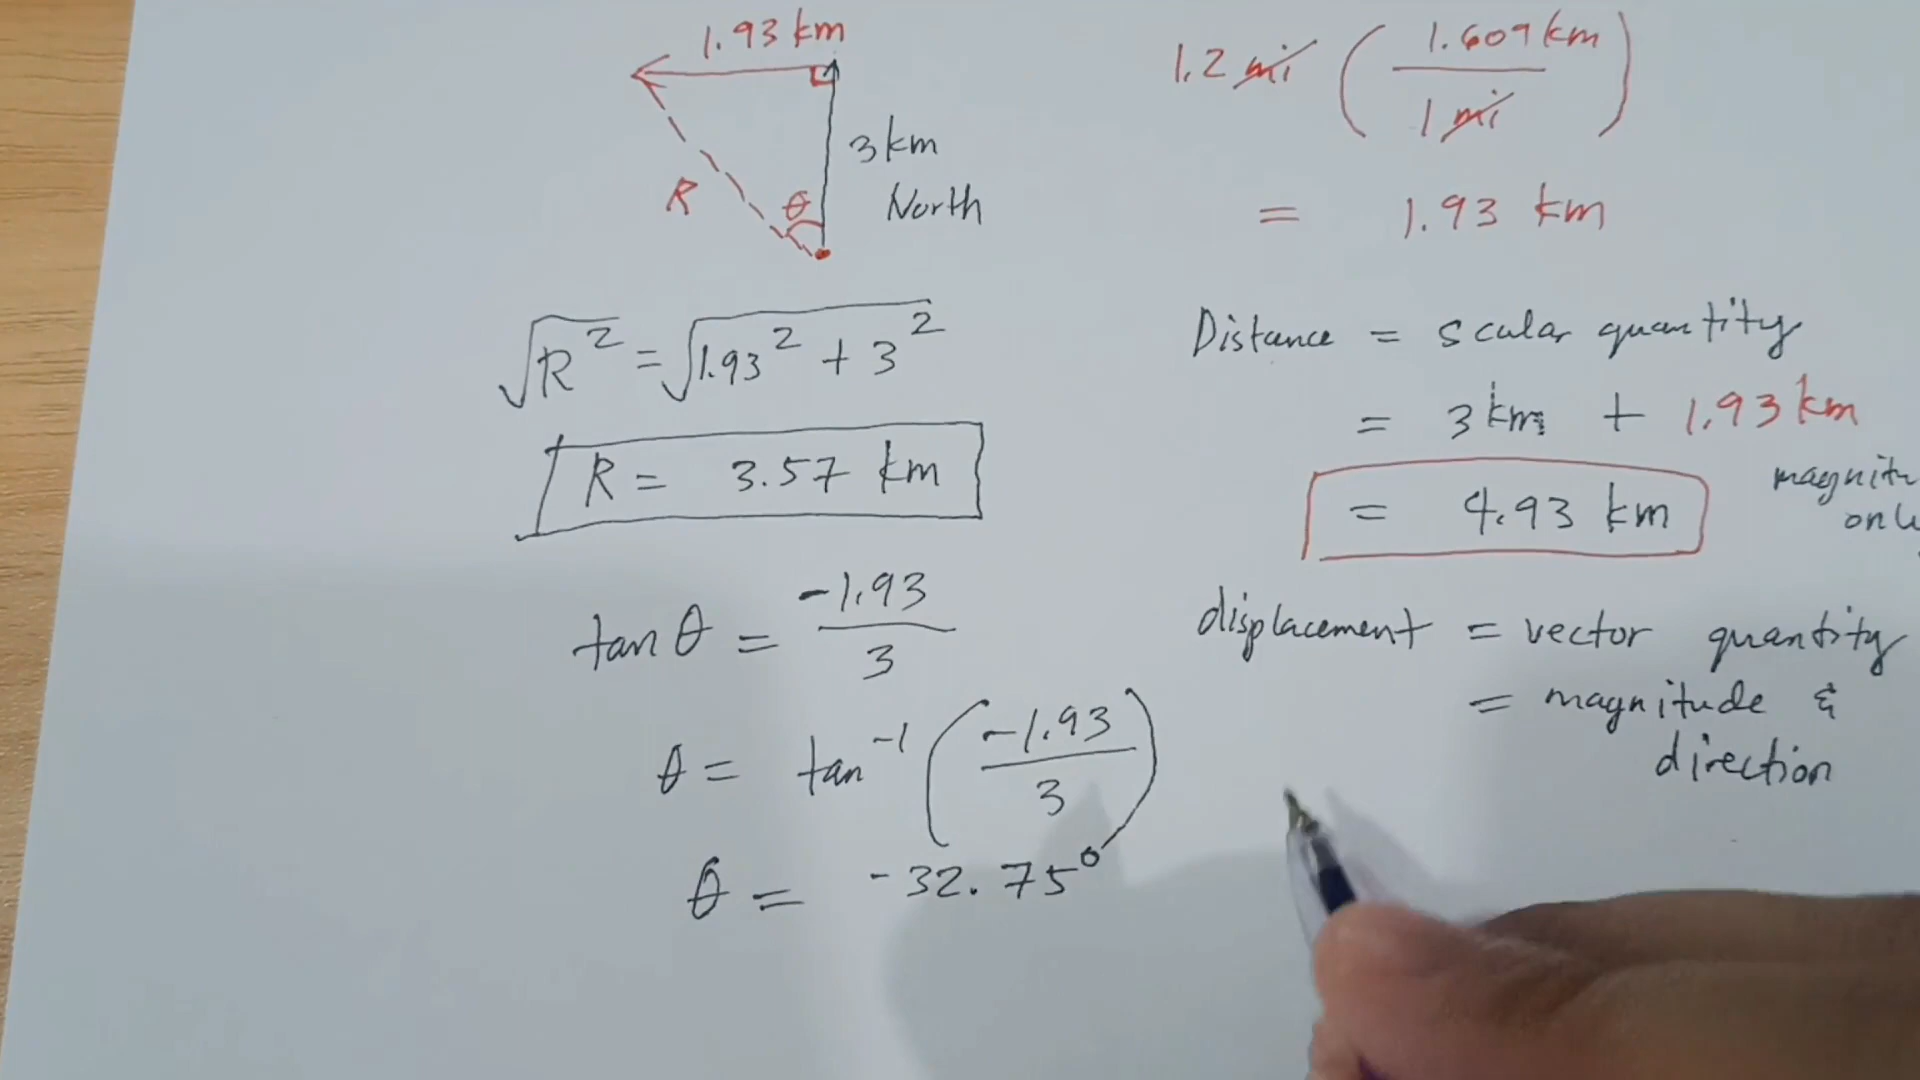 1.93 km
3 km
North
R
θ
√R² = √1.93² + 3²
R = 3.57 km
tan θ = -1.93/3
θ = tan⁻¹ (-1.93/3)
θ = -32.75°
1.2 mi (1.609 km/1 mi)
= 1.93 km
Distance = scalar quantity
= 3 km + 1.93 km
= 4.93 km
only
displacement = vector quantity
= magnitude &
direction